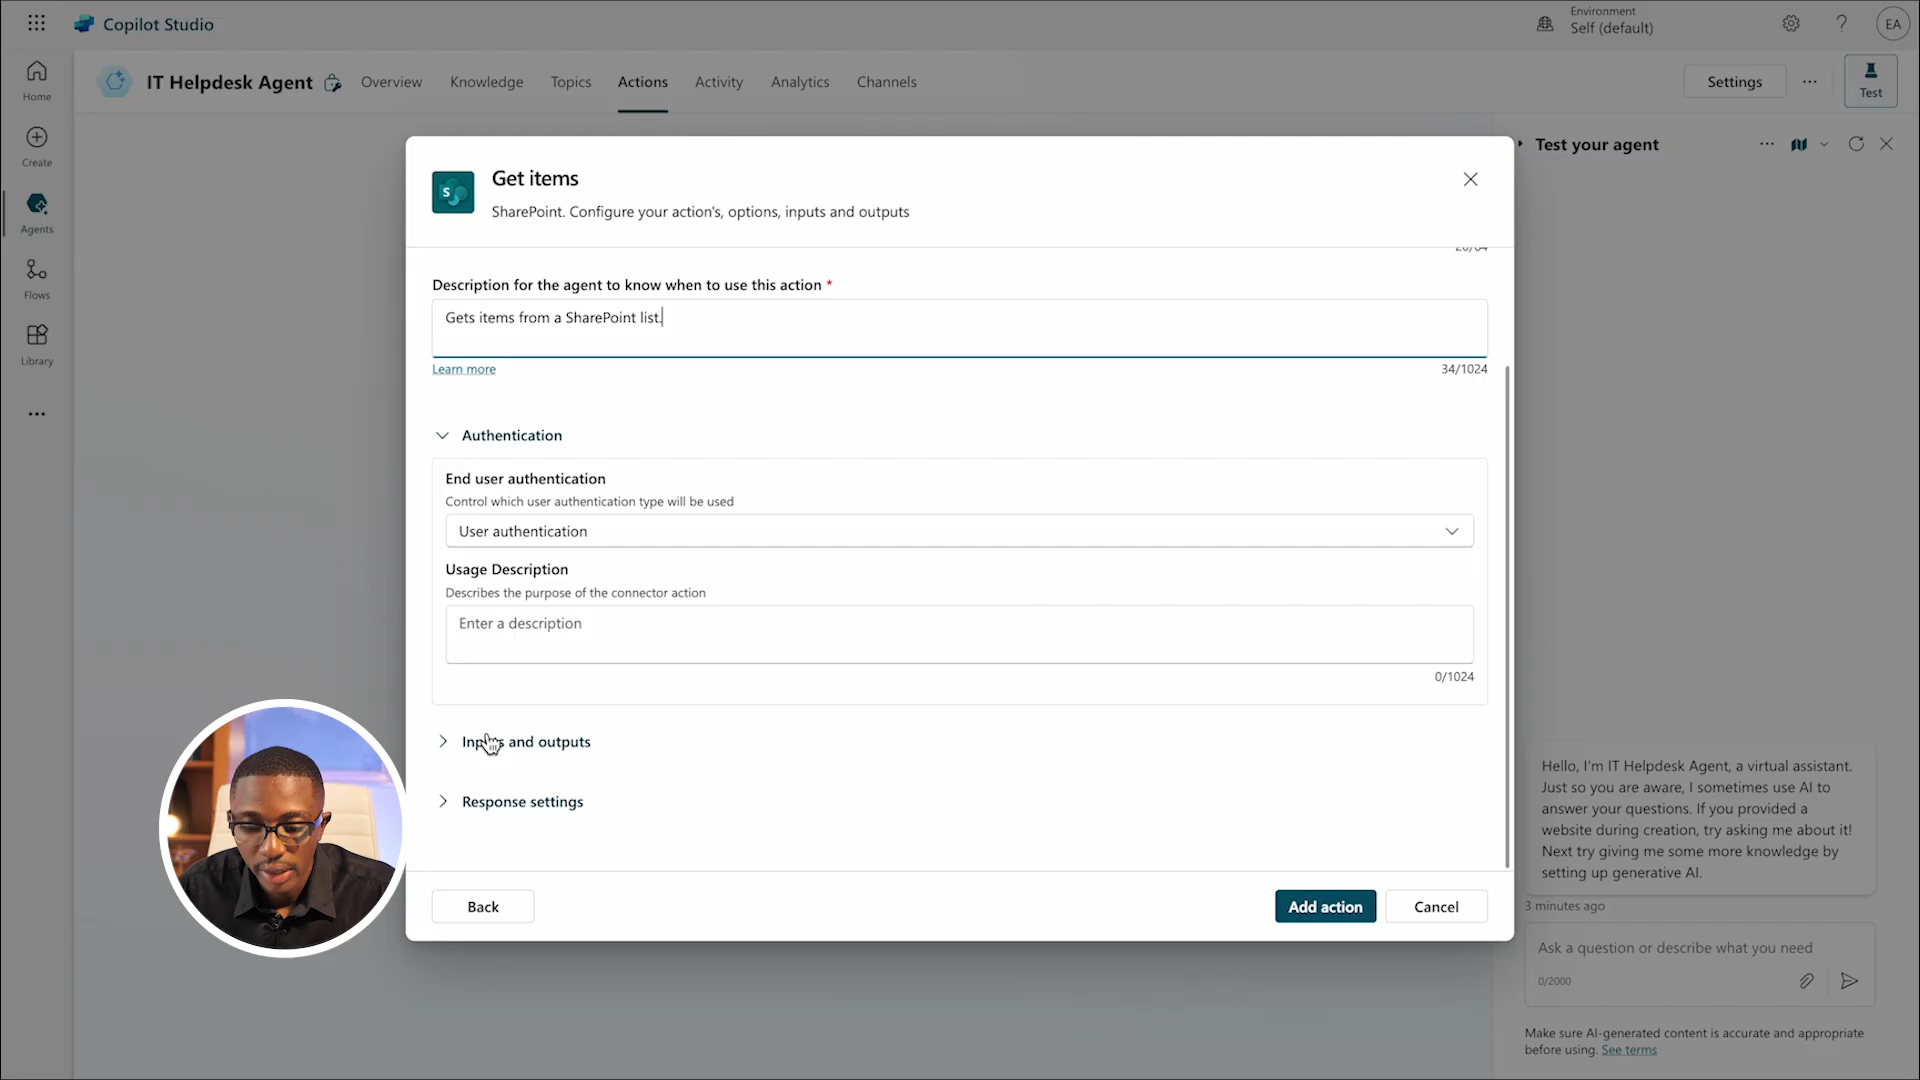 Copilot Studio
Environment
Self (default)
EA
Home
Create
Agents
Flows
Library
IT Helpdesk Agent
Overview
Knowledge
Topics
Actions
Activity
Analytics
Channels
Settings
Test
Test your agent
Get items
SharePoint. Configure your action's, options, inputs and outputs
Description for the agent to know when to use this action *
Gets items from a SharePoint list.
Learn more
34/1024
Authentication
End user authentication
Control which user authentication type will be used
User authentication
Usage Description
Describes the purpose of the connector action
Enter a description
0/1024
Inputs and outputs
Response settings
Back
Add action
Cancel
Hello, I'm IT Helpdesk Agent, a virtual assistant.
Just so you are aware, I sometimes use AI to
answer your questions. If you provided a
website during creation, try asking me about it!
Next try giving me some more knowledge by
setting up generative AI.
3 minutes ago
Ask a question or describe what you need
0/2000
Make sure AI-generated content is accurate and appropriate
before using. See terms